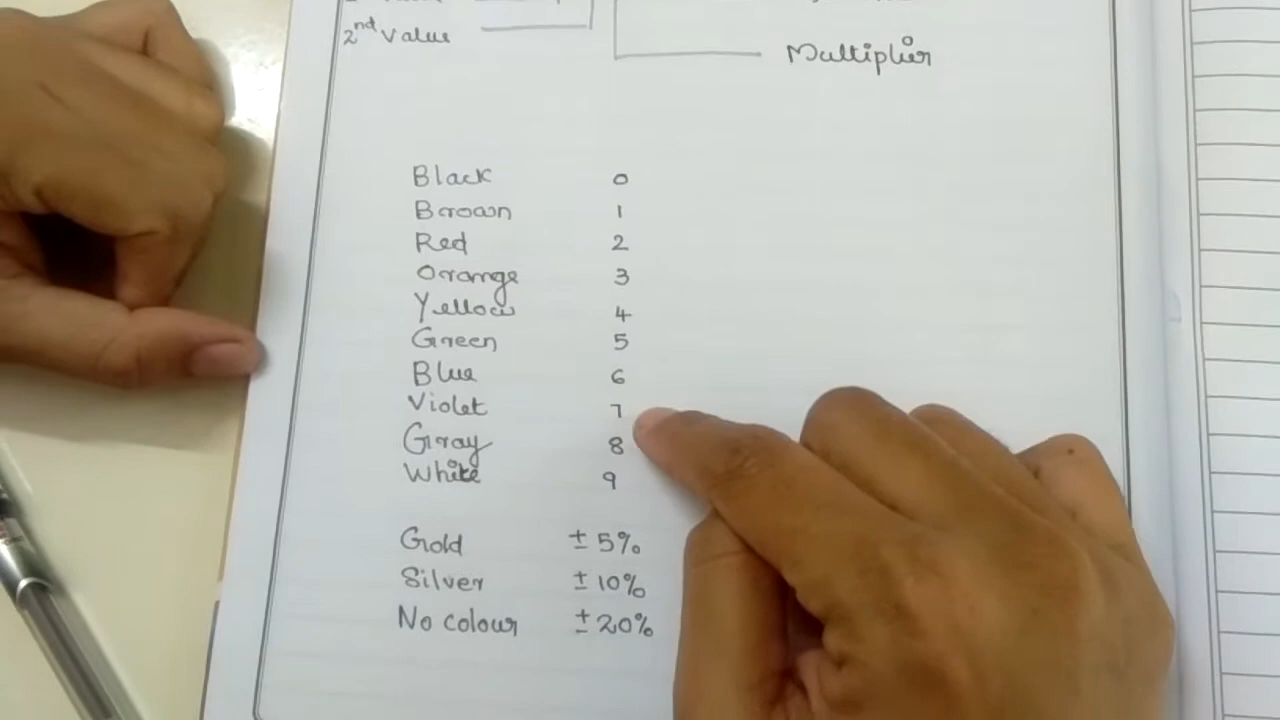 2nd Value
Multiplier
Black 0
Brown 1
Red 2
Orange 3
Yellow 4
Green 5
Blue 6
Violet 7
Gray 8
White 9
Gold ± 5%
Silver ± 10%
No colour ± 20%